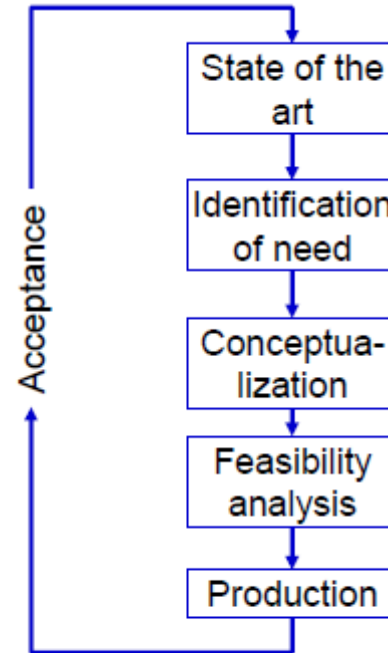 State of the
art
Identification
of need
Conceptua-
lization
Feasibility
analysis
Production
Acceptance